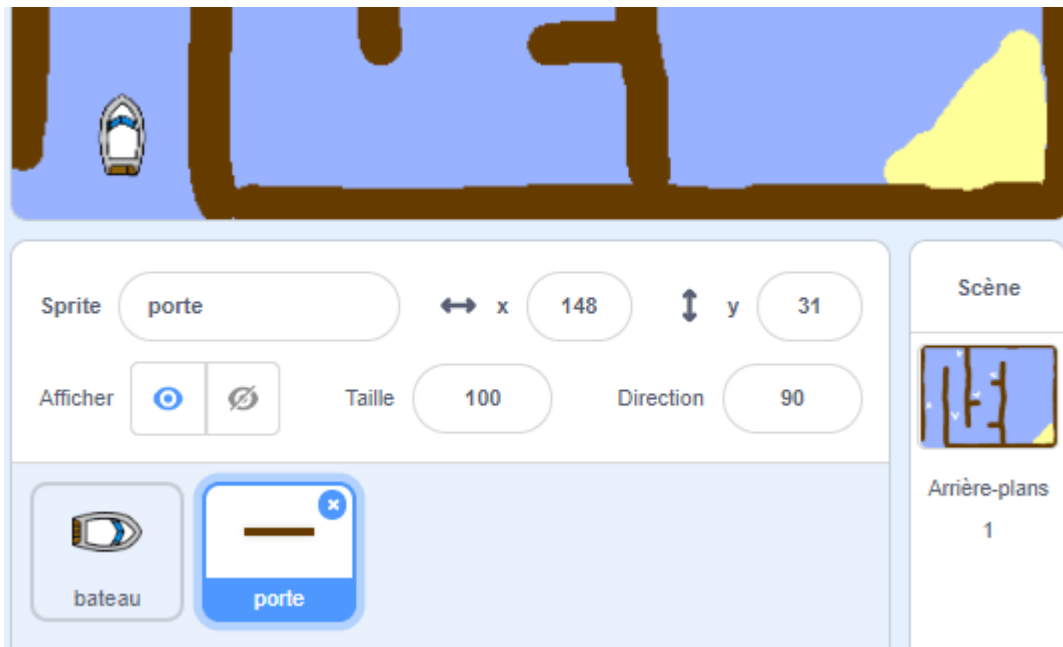 Sprite porte x 148 y 31
Scène
Afficher Taille 100 Direction 90
Arrière-plans
1
bateau porte